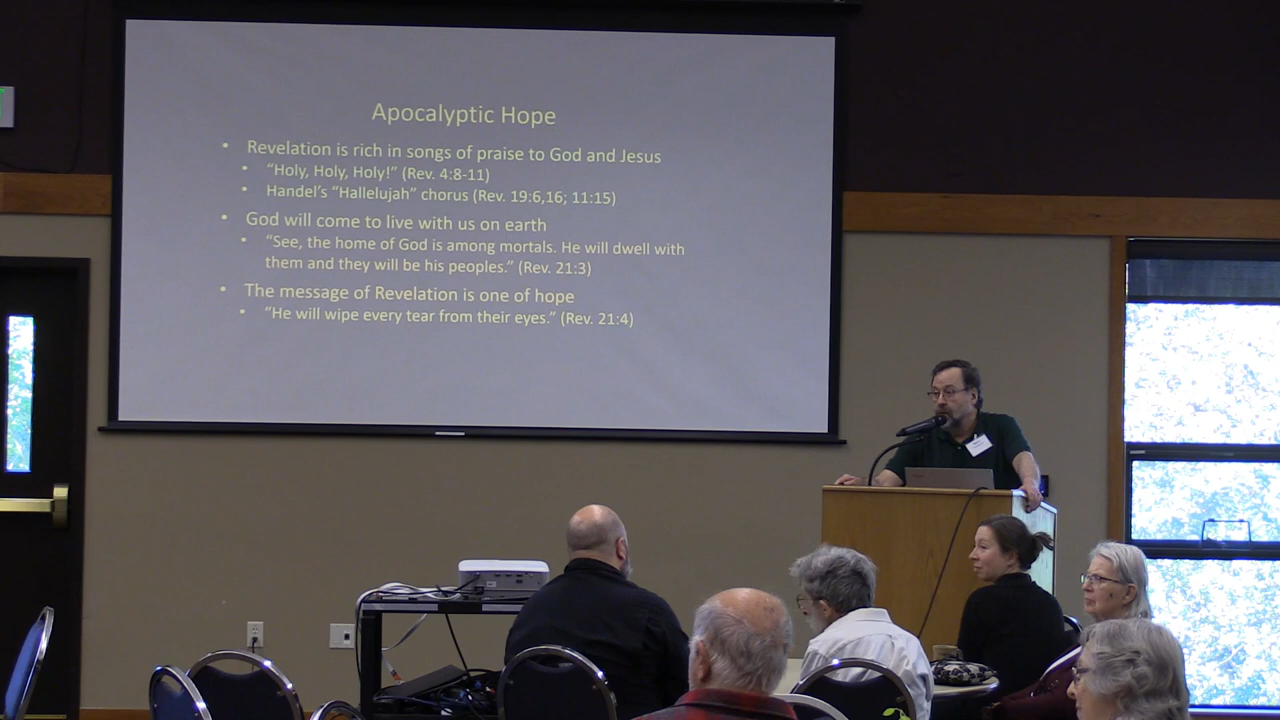 Apocalyptic Hope
• Revelation is rich in songs of praise to God and Jesus
• “Holy, Holy, Holy!” (Rev. 4:8-11)
• Handel’s “Hallelujah” chorus (Rev. 19:6,16; 11:15)
• God will come to live with us on earth
• “See, the home of God is among mortals. He will dwell with
them and they will be his peoples.” (Rev. 21:3)
• The message of Revelation is one of hope
• “He will wipe every tear from their eyes.” (Rev. 21:4)